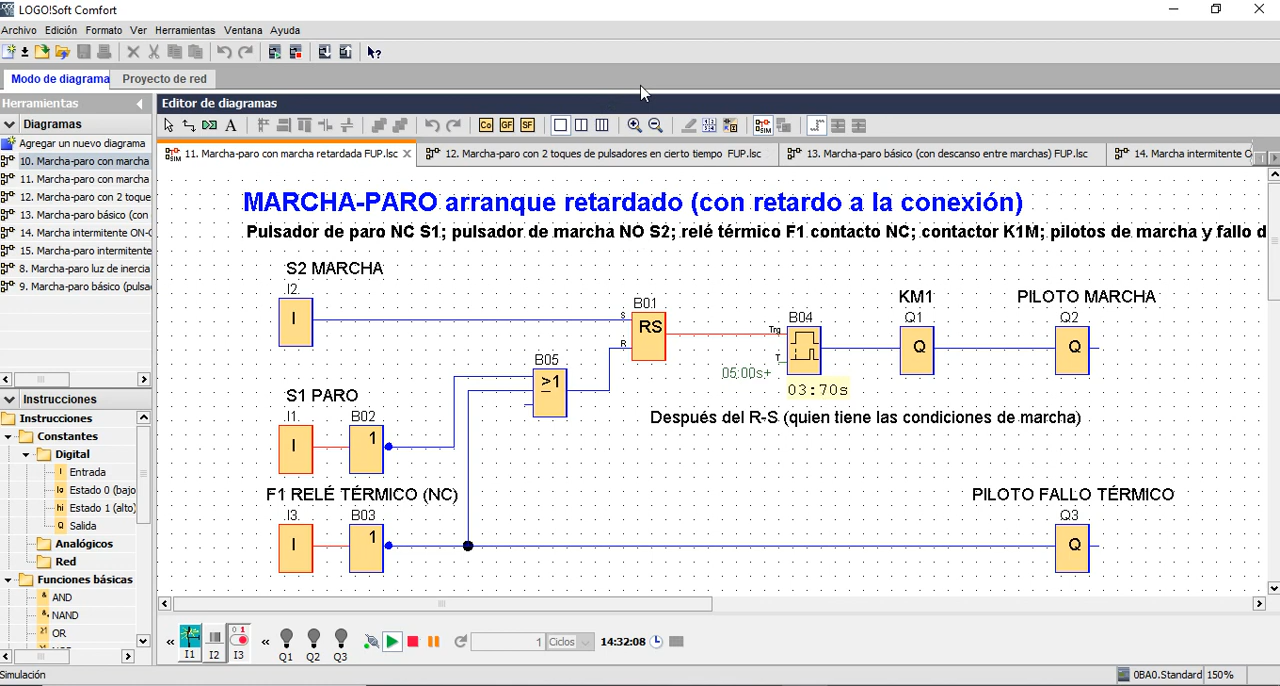 LOGO!Soft Comfort
Archivo Edición Formato Ver Herramientas Ventana Ayuda
Modo de diagrama Proyecto de red
Herramientas
Editor de diagramas
Diagramas
Agregar un nuevo diagrama
10. Marcha-paro con marcha
11. Marcha-paro con marcha
12. Marcha-paro con 2 toque
13. Marcha-paro básico (con
14. Marcha intermitente ON-O
15. Marcha-paro intermitente
8. Marcha-paro luz de inercia
9. Marcha-paro básico (pulsa
Instrucciones
Instrucciones
Constantes
Digital
Entrada
Estado 0 (bajo
Estado 1 (alto)
Salida
Analógicos
Red
Funciones básicas
AND
NAND
OR
Co GF SF
11. Marcha-paro con marcha retardada FUP.lsc
12. Marcha-paro con 2 toques de pulsadores en cierto tiempo FUP.lsc
13. Marcha-paro básico (con descanso entre marchas) FUP.lsc
14. Marcha intermitente O
MARCHA-PARO arranque retardado (con retardo a la conexión)
Pulsador de paro NC S1; pulsador de marcha NO S2; relé térmico F1 contacto NC; contactor K1M; pilotos de marcha y fallo d
S2 MARCHA
I2
I
B01
S
RS
R
B04
Trg
T
05:00s+
03:70s
KM1
Q1
Q
PILOTO MARCHA
Q2
Q
B05
>1
Después del R-S (quien tiene las condiciones de marcha)
S1 PARO
I1
I
B02
1
F1 RELÉ TÉRMICO (NC)
I3
I
B03
1
PILOTO FALLO TÉRMICO
Q3
Q
I1 I2 I3
Q1 Q2 Q3
1 Ciclos
14:32:08
Simulación
0BA0.Standard 150%